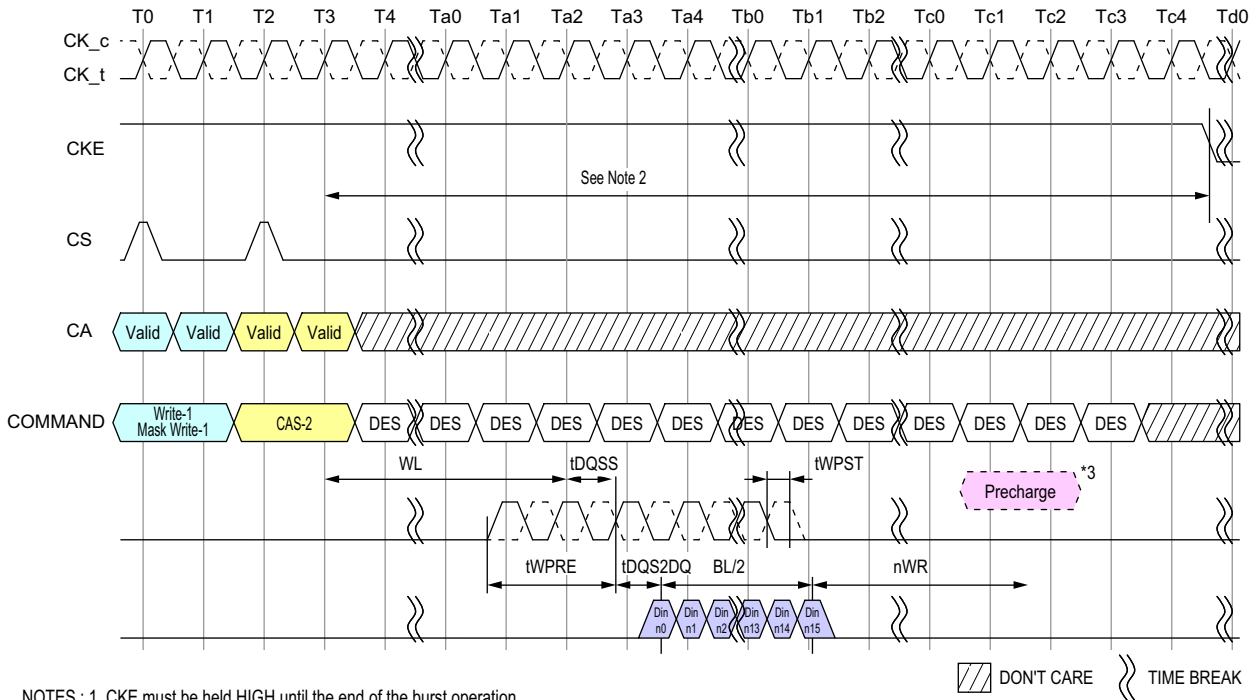 T0 T1 T2 T3 T4 Ta0 Ta1 Ta2 Ta3 Ta4 Tb0 Tb1 Tb2 Tc0 Tc1 Tc2 Tc3 Tc4 Td0
CK_c
CK_t
CKE
See Note 2
CS
CA Valid Valid Valid Valid
COMMAND Write-1 Mask Write-1 CAS-2 DES DES DES DES DES DES DES DES DES DES DES DES DES
WL tDQSS tWPST
Precharge *3
tWPRE tDQS2DQ BL/2 nWR
Din n0 Din n1 Din n2 Din n13 Din n14 Din n15
DON'T CARE TIME BREAK
NOTES : 1. CKE must be held HIGH until the end of the burst operation.